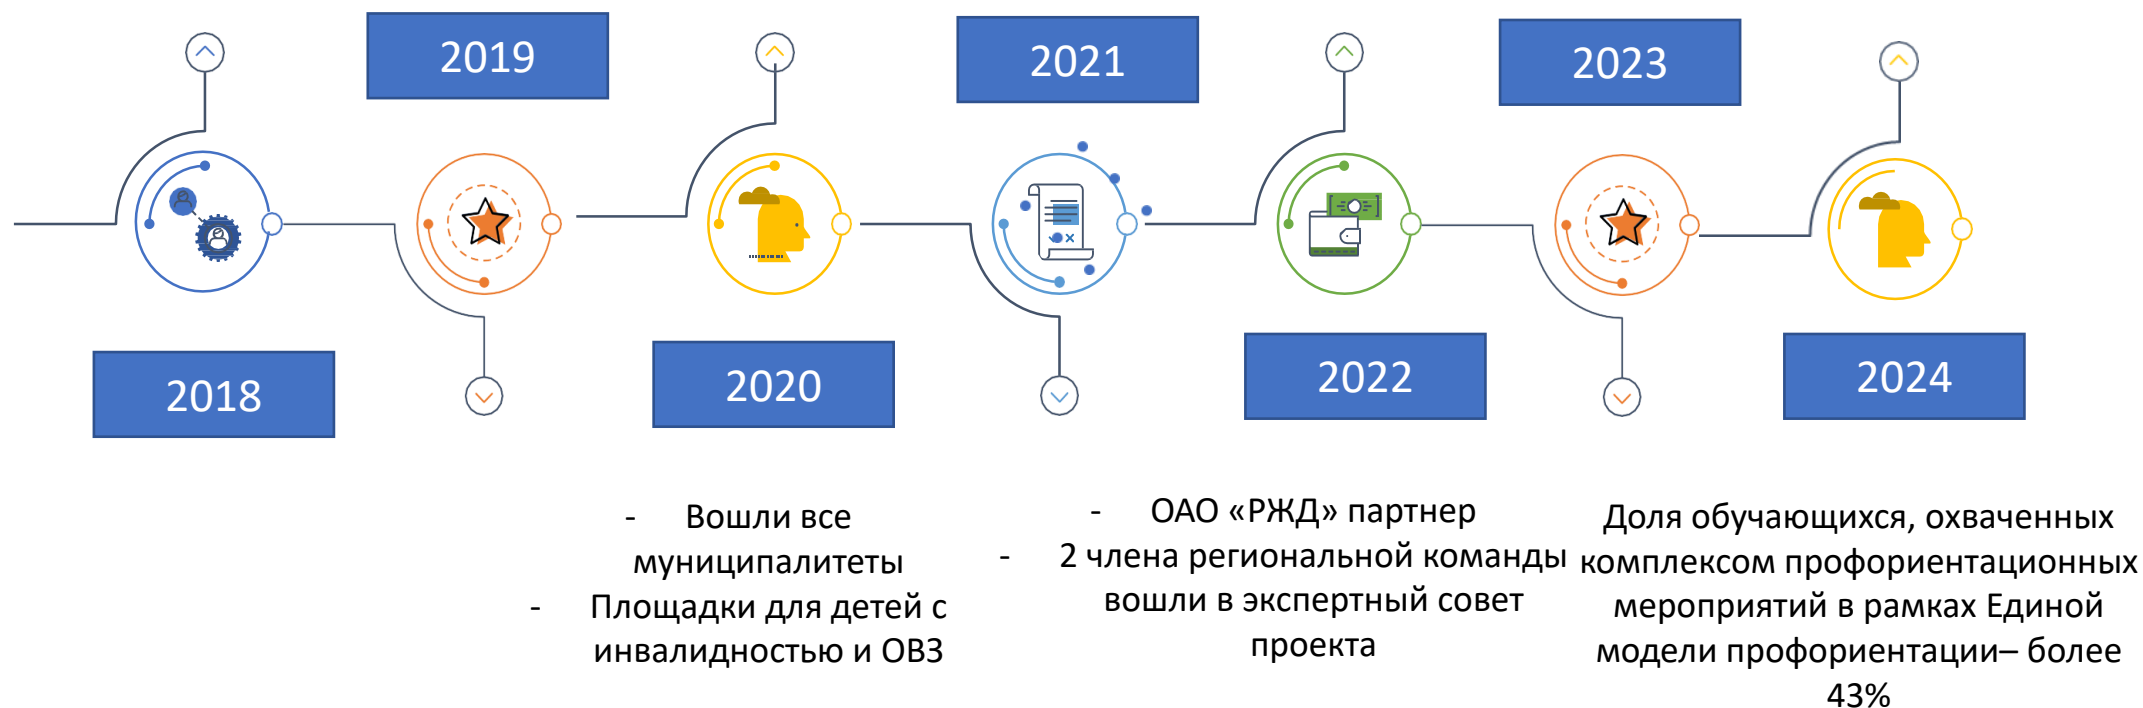 2019
2021
2023
2018
2020
2022
2024
- Вошли все
муниципалитеты
- Площадки для детей с
инвалидностью и ОВЗ
- ОАО «РЖД» партнер
- 2 члена региональной команды
вошли в экспертный совет
проекта
Доля обучающихся, охваченных
комплексом профориентационных
мероприятий в рамках Единой
модели профориентации– более
43%